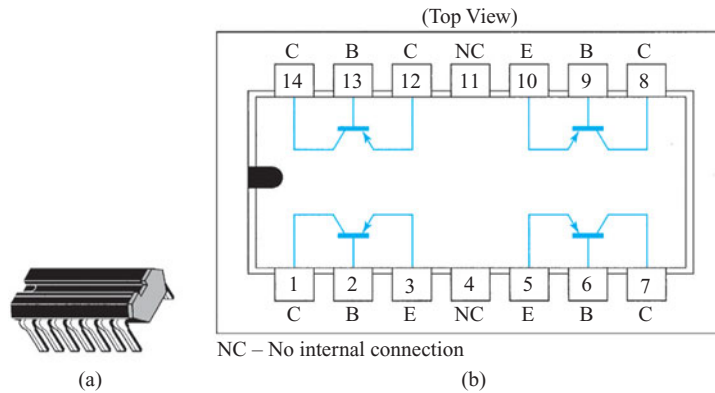 (Top View)
C B C NC E B C
14 13 12 11 10 9 8
1 2 3 4 5 6 7
C B E NC E B C
NC – No internal connection
(a) (b)